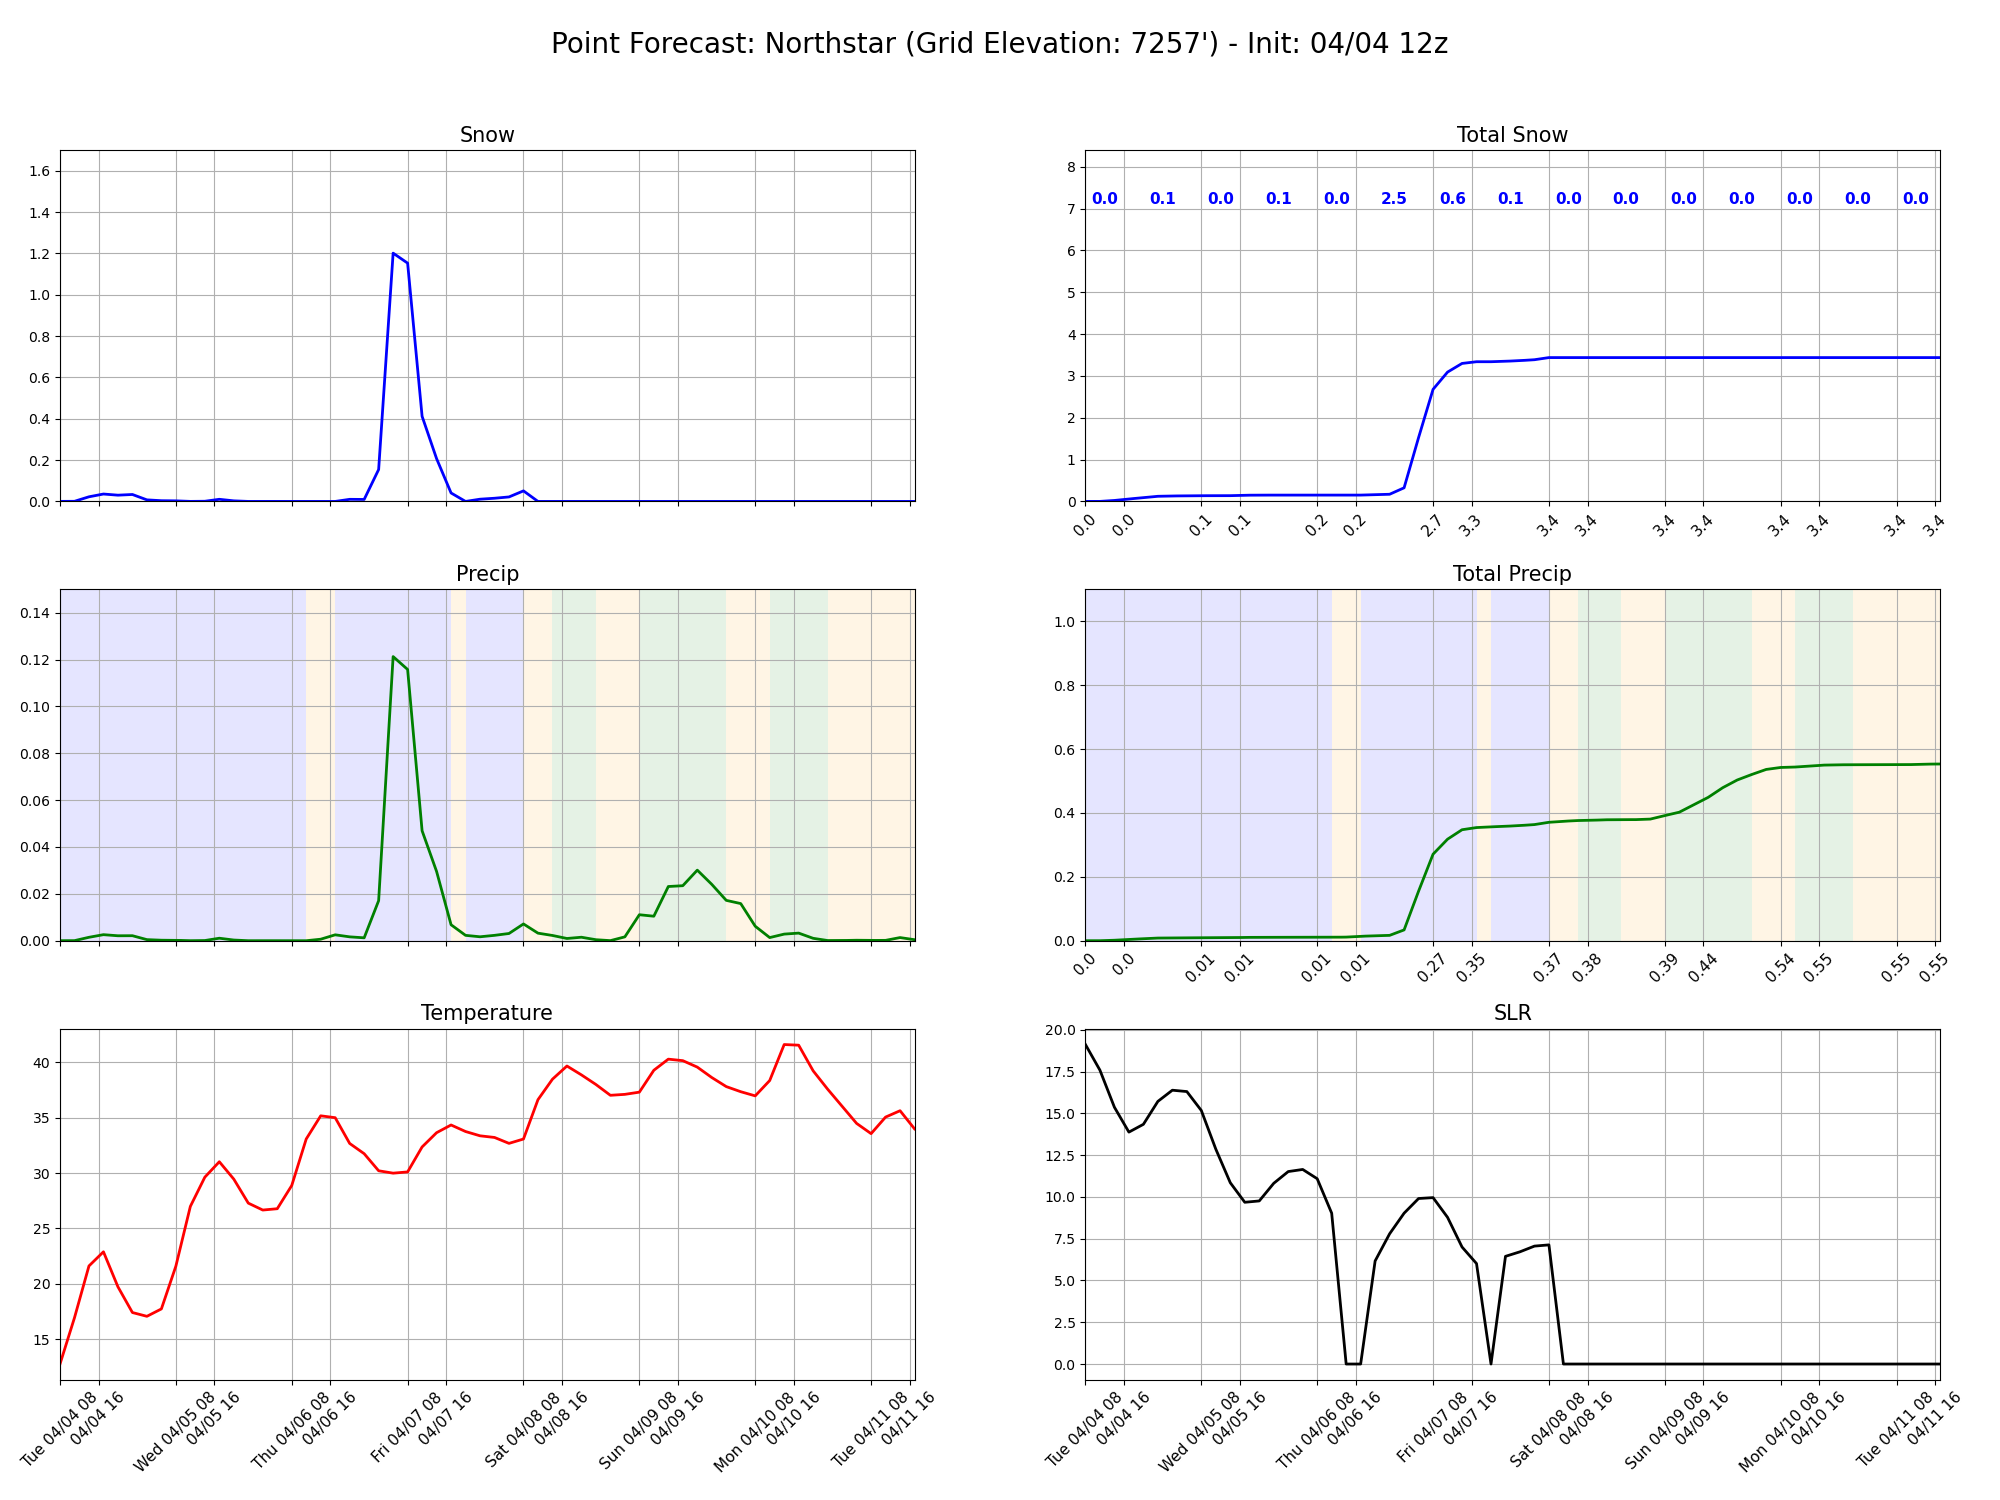 Point Forecast: Northstar (Grid Elevation: 7257') - Init: 04/04 12z
Snow
1.6
1.4
1.2
1.0
0.8
0.6
0.4
0.2
0.0
Total Snow
8
7
6
5
4
3
2
1
0
0.0 0.1 0.0 0.1 0.0 2.5 0.6 0.1 0.0 0.0 0.0 0.0 0.0 0.0 0.0
0.0 0.0 0.1 0.1 0.2 0.2 2.7 3.3 3.4 3.4 3.4 3.4 3.4 3.4 3.4 3.4
Precip
0.14
0.12
0.10
0.08
0.06
0.04
0.02
0.00
Total Precip
1.0
0.8
0.6
0.4
0.2
0.0
0.0 0.0 0.01 0.01 0.01 0.01 0.27 0.35 0.37 0.38 0.39 0.44 0.54 0.55 0.55 0.55
Temperature
40
35
30
25
20
15
Tue 04/04 08
04/04 16
Wed 04/05 08
04/05 16
Thu 04/06 08
04/06 16
Fri 04/07 08
04/07 16
Sat 04/08 08
04/08 16
Sun 04/09 08
04/09 16
Mon 04/10 08
04/10 16
Tue 04/11 08
04/11 16
SLR
20.0
17.5
15.0
12.5
10.0
7.5
5.0
2.5
0.0
Tue 04/04 08
04/04 16
Wed 04/05 08
04/05 16
Thu 04/06 08
04/06 16
Fri 04/07 08
04/07 16
Sat 04/08 08
04/08 16
Sun 04/09 08
04/09 16
Mon 04/10 08
04/10 16
Tue 04/11 08
04/11 16